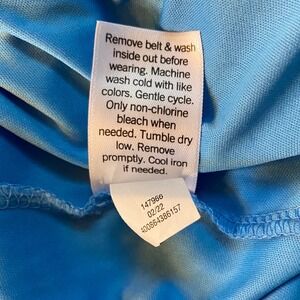 Remove belt & wash
inside out before
wearing. Machine
wash cold with like
colors. Gentle cycle.
Only non-chlorine
bleach when
needed. Tumble dry
low. Remove
promptly. Cool iron
if needed.
147966
02/22
400664386157